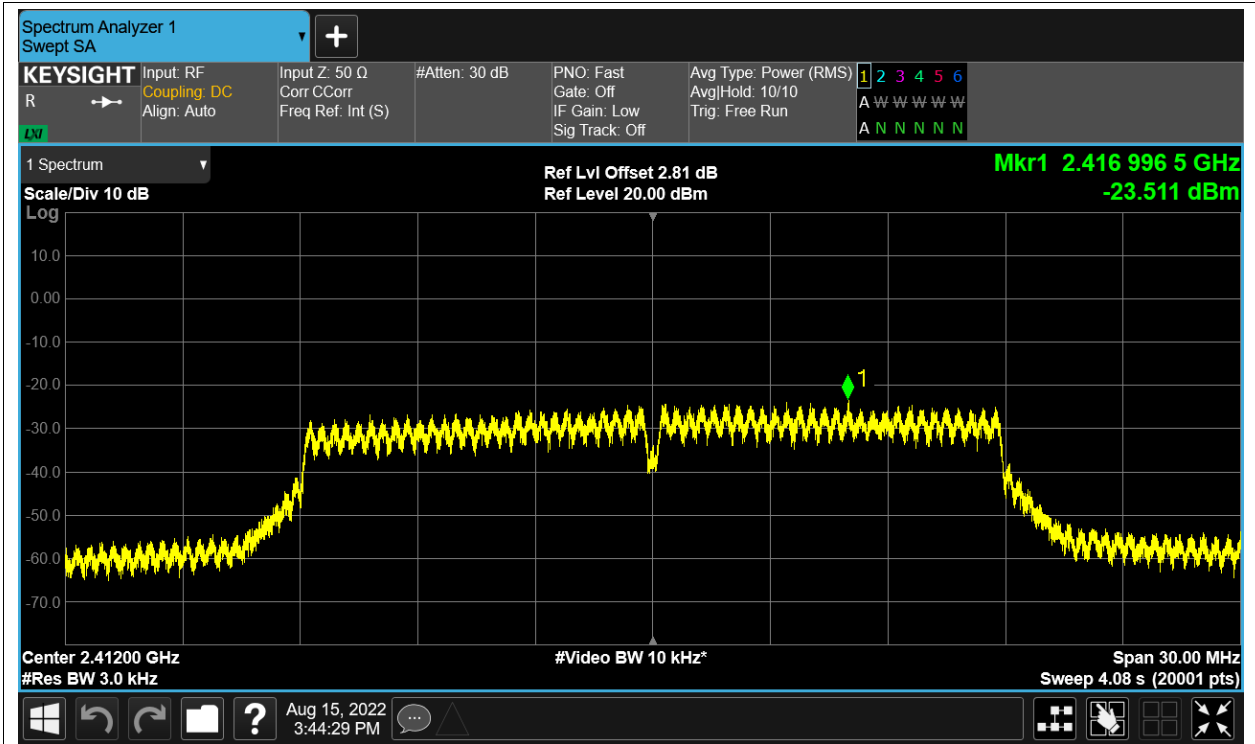 Spectrum Analyzer 1
Swept SA
KEYSIGHT
R
LXI
Input: RF
Coupling: DC
Align: Auto
Input Z: 50 Ω
Corr CCorr
Freq Ref: Int (S)
#Atten: 30 dB
PNO: Fast
Gate: Off
IF Gain: Low
Sig Track: Off
Avg Type: Power (RMS)
Avg|Hold: 10/10
Trig: Free Run
1 2 3 4 5 6
A W W W W W
A N N N N N
1 Spectrum
Scale/Div 10 dB
Log
Ref Lvl Offset 2.81 dB
Ref Level 20.00 dBm
Mkr1 2.416 996 5 GHz
-23.511 dBm
10.0
0.00
-10.0
-20.0
-30.0
-40.0
-50.0
-60.0
-70.0
1
Center 2.41200 GHz
#Res BW 3.0 kHz
#Video BW 10 kHz*
Span 30.00 MHz
Sweep 4.08 s (20001 pts)
?
Aug 15, 2022
3:44:29 PM